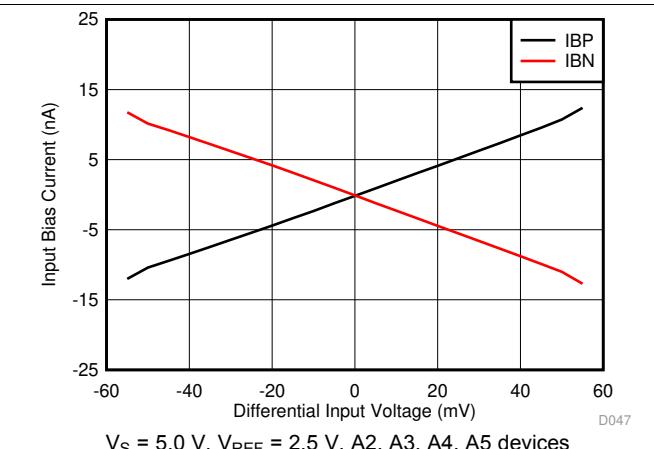 25
15
5
-5
-15
-25
Input Bias Current (nA)
IBP
IBN
-60 -40 -20 0 20 40 60
Differential Input Voltage (mV)
D047
VS = 5.0 V, VREF = 2.5 V, A2, A3, A4, A5 devices